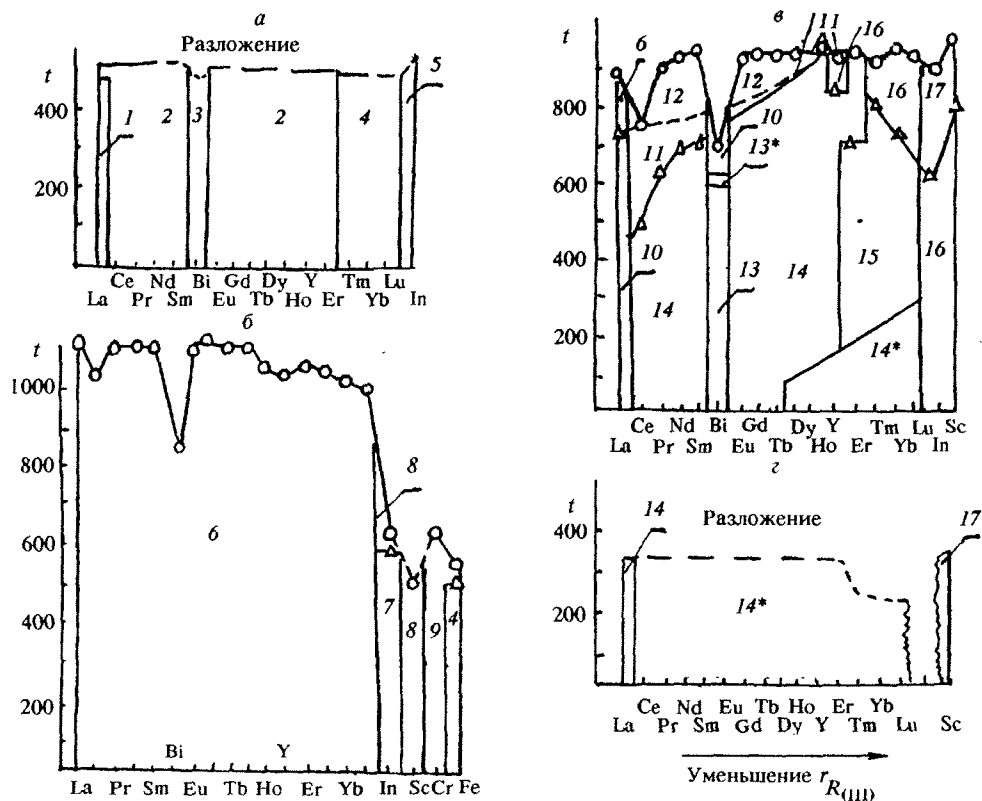 а
Разложение
t
400
200
1
2
3
2
4
5
Ce Nd Bi Gd Dy Y Tm Lu
La Pr Sm Eu Tb Ho Er Yb In
б
t
1000
800
600
400
200
6
7
8
8
9
4
Bi Y
La Pr Sm Eu Tb Ho Er Yb In Sc Cr Fe
в
t
800
600
400
200
6
12
11
10
14
12
11
16
10
13*
13
14
15
16
17
16
14*
Ce Nd Bi Gd Dy Y Tm Lu Sc
La Pr Sm Eu Tb Ho Er Yb In
г
t
400
200
14
Разложение
17
14*
Ce Nd Eu Tb Ho Er Yb
La Pr Sm Gd Dy Y Tm Lu Sc
Уменьшение r R(III)